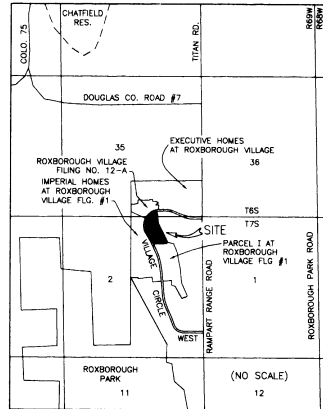 CHATFIELD
RES.
COLO. 75
TITAN RD.
R69W
R68W
DOUGLAS CO. ROAD #7
35
EXECUTIVE HOMES
AT ROXBOROUGH VILLAGE
36
ROXBOROUGH VILLAGE
FILING NO. 12-A
IMPERIAL HOMES
AT ROXBOROUGH
VILLAGE FLG. #1
T6S
T7S
SITE
PARCEL I AT
ROXBOROUGH
VILLAGE FLG #1
VILLAGE
CIRCLE
WEST
2
1
RAMPART RANGE ROAD
ROXBOROUGH PARK ROAD
ROXBOROUGH
PARK
11
(NO SCALE)
12